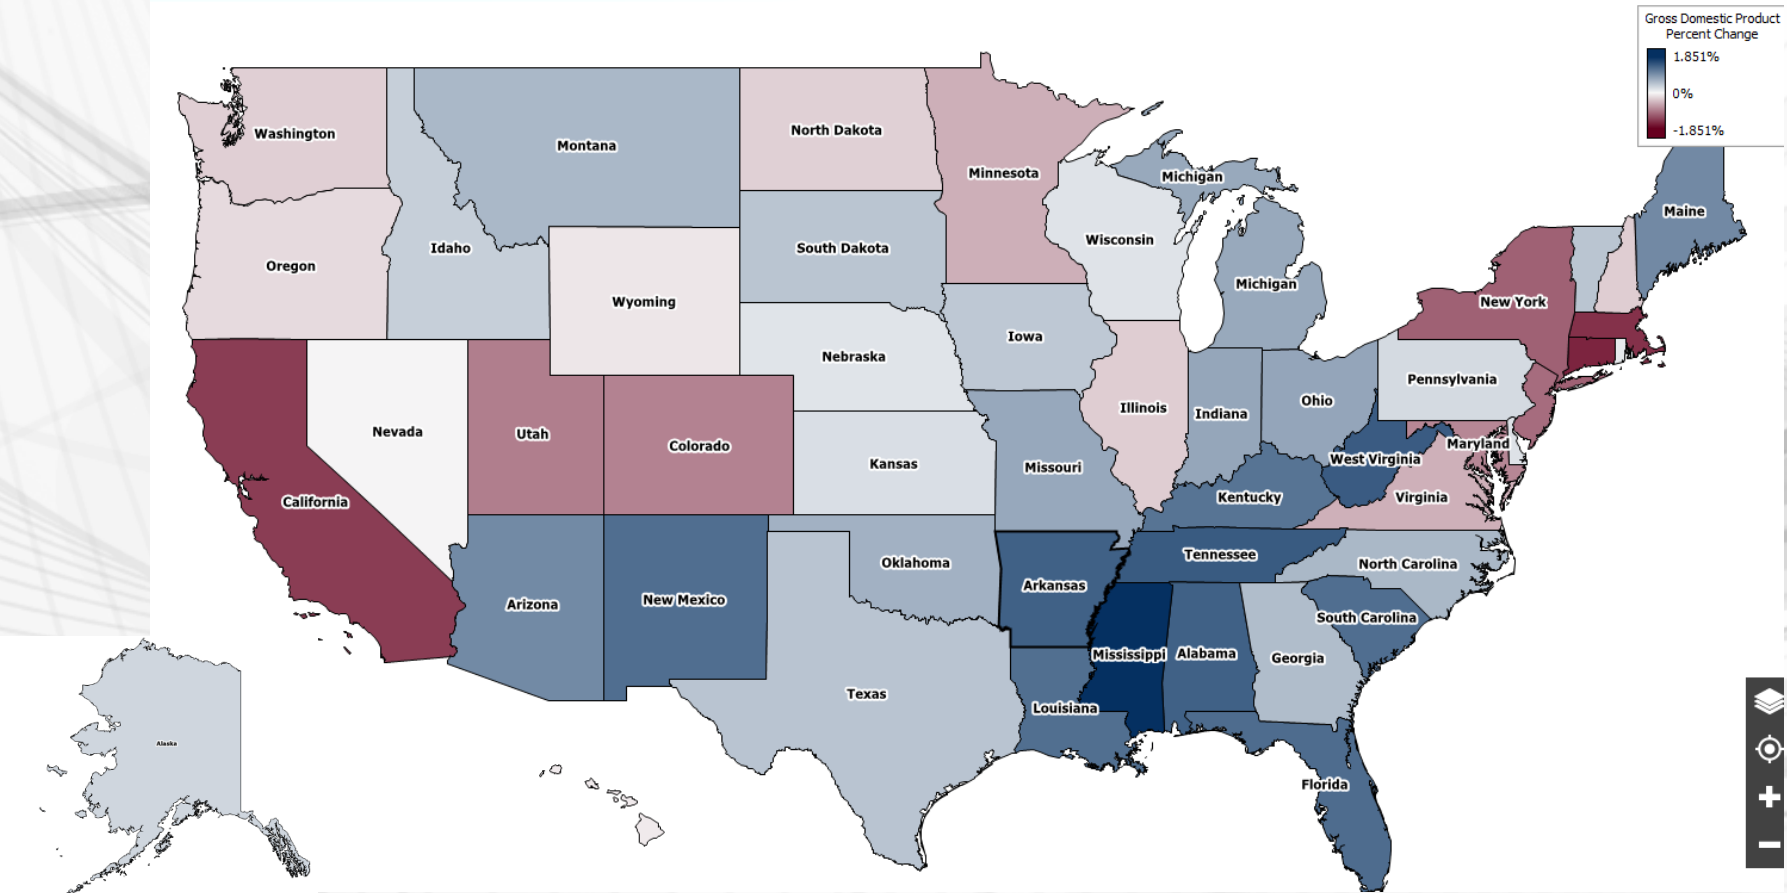 Gross Domestic Product
Percent Change
1.851%
0%
-1.851%
Washington
Montana
North Dakota
Minnesota
Michigan
Maine
Oregon
Idaho
South Dakota
Wisconsin
Wyoming
Michigan
New York
Nebraska
Iowa
Pennsylvania
Nevada
Utah
Colorado
Kansas
Illinois
Indiana
Ohio
Maryland
California
Missouri
West Virginia
Kentucky
Virginia
Arizona
New Mexico
Oklahoma
Arkansas
Tennessee
North Carolina
South Carolina
Mississippi
Alabama
Georgia
Texas
Louisiana
Alaska
Florida